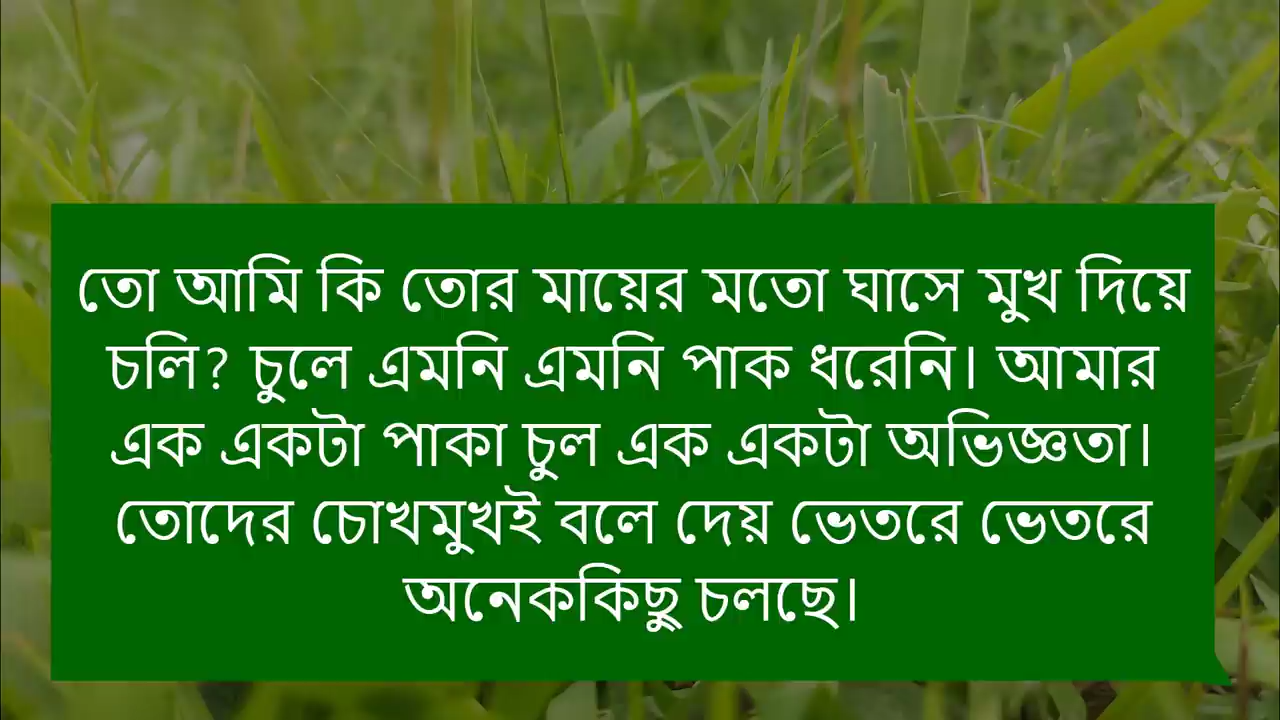 তো আমি কি তোর মায়ের মতো ঘাসে মুখ দিয়ে
চলি? চুলে এমনি এমনি পাক ধরেনি। আমার
এক একটা পাকা চুল এক একটা অভিজ্ঞতা।
তোদের চোখমুখই বলে দেয় ভেতরে ভেতরে
অনেককিছু চলছে।